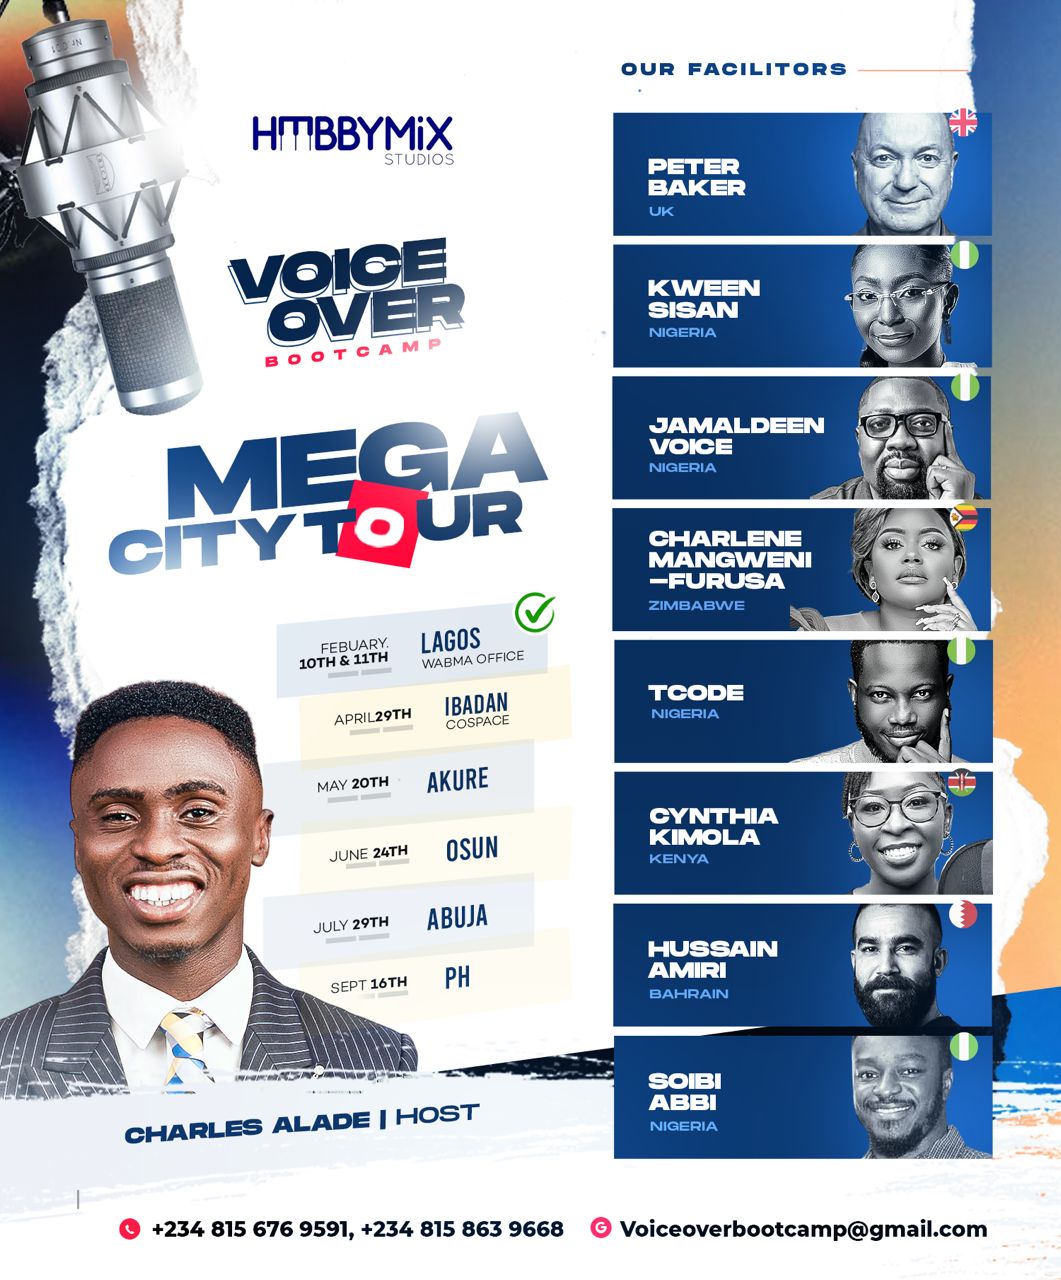 HOBBYMiX
STUDIOS
VOICE
OVER
BOOTCAMP
MEGA
CITY TOUR
FEBUARY.
10TH & 11TH
LAGOS
WABMA OFFICE
APRIL29TH
IBADAN
COSPACE
MAY 20TH
AKURE
JUNE 24TH
OSUN
JULY 29TH
ABUJA
SEPT 16TH
PH
CHARLES ALADE | HOST
OUR FACILITORS
PETER
BAKER
UK
KWEEN
SISAN
NIGERIA
JAMALDEEN
VOICE
NIGERIA
CHARLENE
MANGWENI
-FURUSA
ZIMBABWE
TCODE
NIGERIA
CYNTHIA
KIMOLA
KENYA
HUSSAIN
AMIRI
BAHRAIN
SOIBI
ABBI
NIGERIA
+234 815 676 9591, +234 815 863 9668
Voiceoverbootcamp@gmail.com